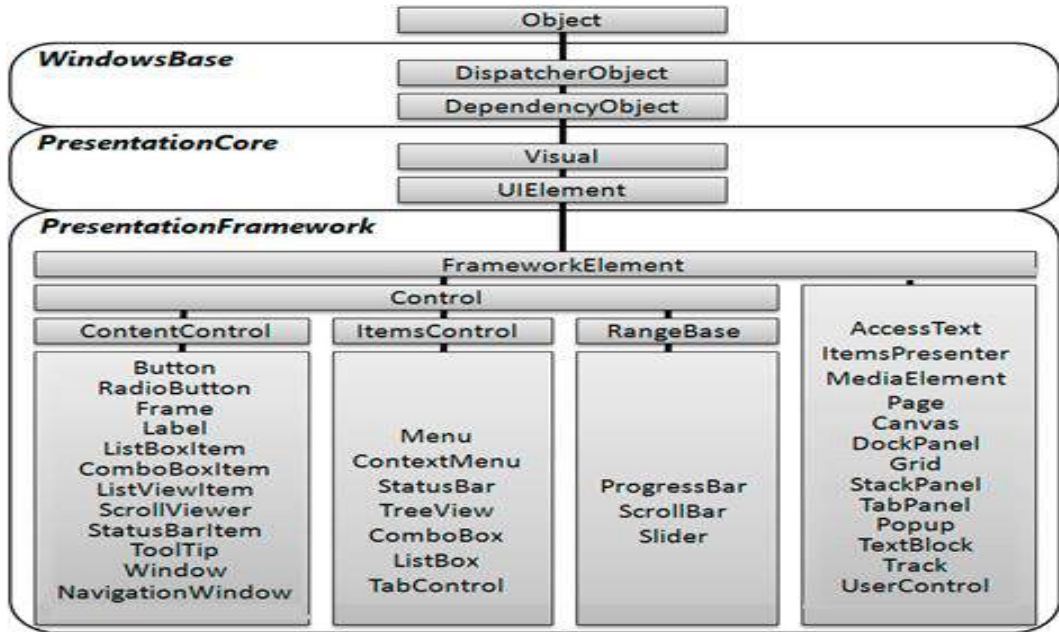 Object
WindowsBase
DispatcherObject
DependencyObject
PresentationCore
Visual
UIElement
PresentationFramework
FrameworkElement
Control
ContentControl
Button
RadioButton
Frame
Label
ListBoxItem
ComboBoxItem
ListViewItem
ScrollViewer
StatusBarItem
ToolTip
Window
NavigationWindow
ItemsControl
Menu
ContextMenu
StatusBar
TreeView
ComboBox
ListBox
TabControl
RangeBase
ProgressBar
ScrollBar
Slider
AccessText
ItemsPresenter
MediaElement
Page
Canvas
DockPanel
Grid
StackPanel
TabPanel
Popup
TextBlock
Track
UserControl